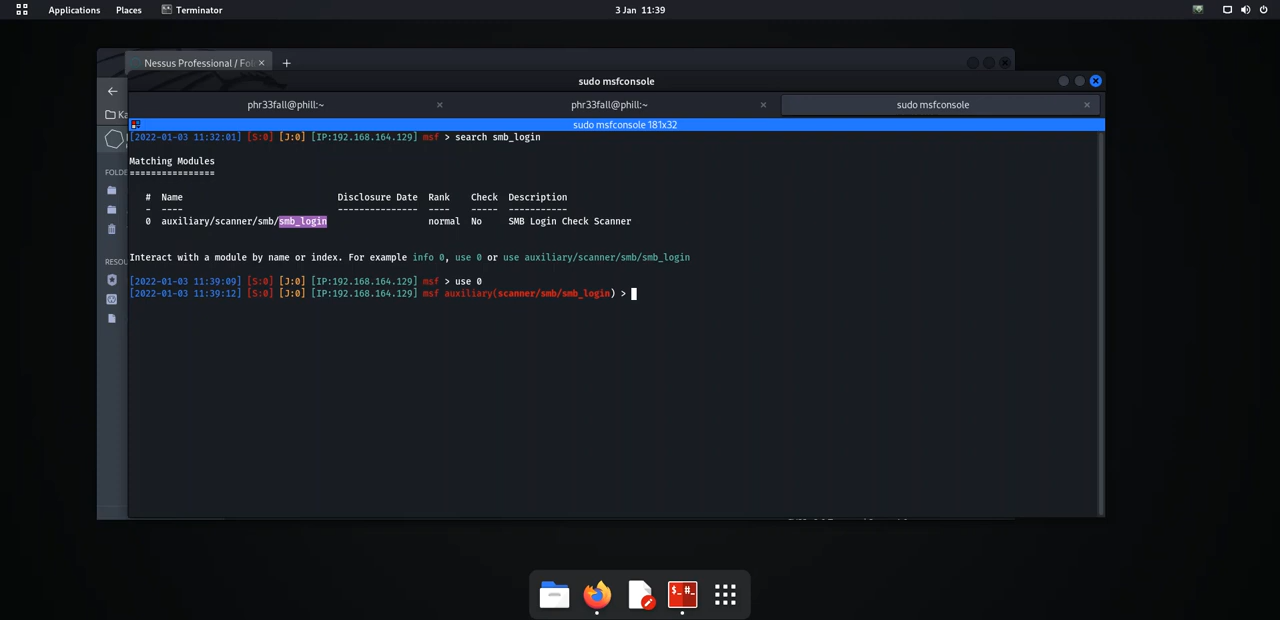 Applications Places Terminator 3 Jan 11:39
Nessus Professional / Fol × +
sudo msfconsole
phr33fall@phill:~ × phr33fall@phill:~ × sudo msfconsole ×
sudo msfconsole 181x32
[2022-01-03 11:32:01] [S:0] [J:0] [IP:192.168.164.129] msf > search smb_login
Matching Modules
================
# Name Disclosure Date Rank Check Description
- ---- --------------- ---- ----- -----------
0 auxiliary/scanner/smb/smb_login normal No SMB Login Check Scanner
Interact with a module by name or index. For example info 0, use 0 or use auxiliary/scanner/smb/smb_login
[2022-01-03 11:39:09] [S:0] [J:0] [IP:192.168.164.129] msf > use 0
[2022-01-03 11:39:12] [S:0] [J:0] [IP:192.168.164.129] msf auxiliary(scanner/smb/smb_login) >
Ka
FOLDE
RESOU
$_ #_